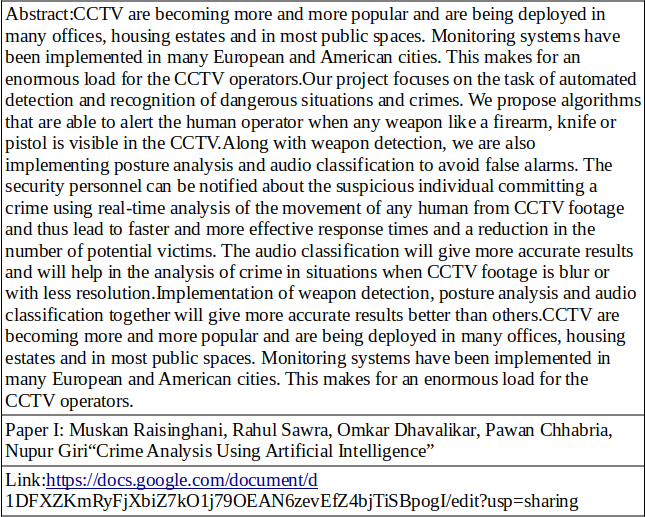 Abstract:CCTV are becoming more and more popular and are being deployed in
many offices, housing estates and in most public spaces. Monitoring systems have
been implemented in many European and American cities. This makes for an
enormous load for the CCTV operators.Our project focuses on the task of automated
detection and recognition of dangerous situations and crimes. We propose algorithms
that are able to alert the human operator when any weapon like a firearm, knife or
pistol is visible in the CCTV.Along with weapon detection, we are also
implementing posture analysis and audio classification to avoid false alarms. The
security personnel can be notified about the suspicious individual committing a
crime using real-time analysis of the movement of any human from CCTV footage
and thus lead to faster and more effective response times and a reduction in the
number of potential victims. The audio classification will give more accurate results
and will help in the analysis of crime in situations when CCTV footage is blur or
with less resolution.Implementation of weapon detection, posture analysis and audio
classification together will give more accurate results better than others.CCTV are
becoming more and more popular and are being deployed in many offices, housing
estates and in most public spaces. Monitoring systems have been implemented in
many European and American cities. This makes for an enormous load for the
CCTV operators.
Paper I: Muskan Raisinghani, Rahul Sawra, Omkar Dhavalikar, Pawan Chhabria,
Nupur Giri“Crime Analysis Using Artificial Intelligence”
Link:https://docs.google.com/document/d
1DFXZKmRyFjXbiZ7kO1j79OEAN6zevEfZ4bjTiSBpogI/edit?usp=sharing